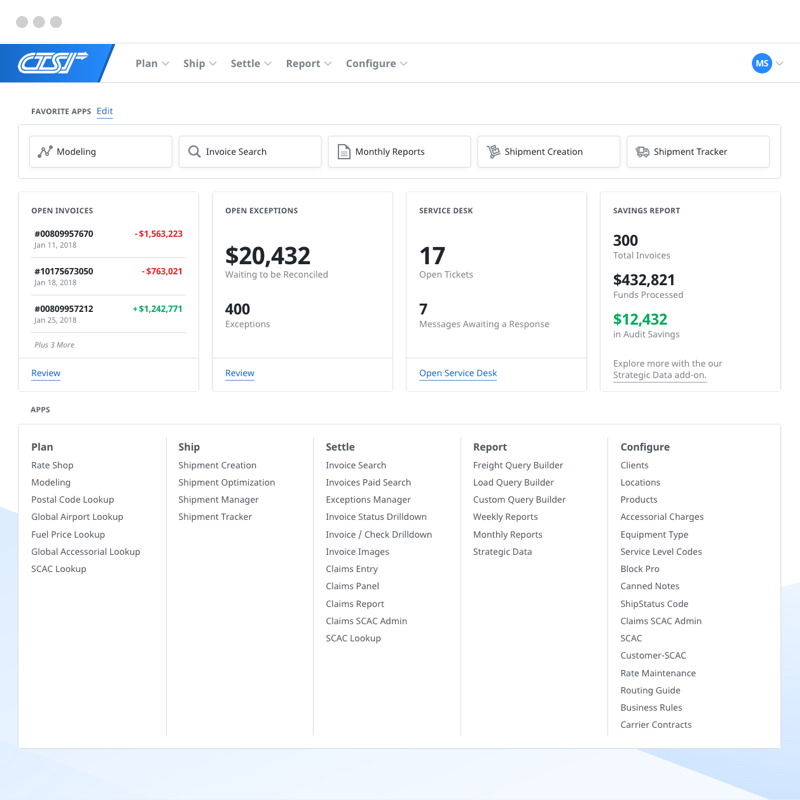 CTSI
Plan Ship Settle Report Configure
MS
FAVORITE APPS Edit
Modeling
Invoice Search
Monthly Reports
Shipment Creation
Shipment Tracker
OPEN INVOICES
#00809957670 -$1,563,223
Jan 11, 2018
#10175673050 -$763,021
Jan 18, 2018
#00809957212 +$1,242,771
Jan 25, 2018
Plus 3 More
Review
OPEN EXCEPTIONS
$20,432
Waiting to be Reconciled
400
Exceptions
Review
SERVICE DESK
17
Open Tickets
7
Messages Awaiting a Response
Open Service Desk
SAVINGS REPORT
300
Total Invoices
$432,821
Funds Processed
$12,432
in Audit Savings
Explore more with the our
Strategic Data add-on.
APPS
Plan
Rate Shop
Modeling
Postal Code Lookup
Global Airport Lookup
Fuel Price Lookup
Global Accessorial Lookup
SCAC Lookup
Ship
Shipment Creation
Shipment Optimization
Shipment Manager
Shipment Tracker
Settle
Invoice Search
Invoices Paid Search
Exceptions Manager
Invoice Status Drilldown
Invoice / Check Drilldown
Invoice Images
Claims Entry
Claims Panel
Claims Report
Claims SCAC Admin
SCAC Lookup
Report
Freight Query Builder
Load Query Builder
Custom Query Builder
Weekly Reports
Monthly Reports
Strategic Data
Configure
Clients
Locations
Products
Accessorial Charges
Equipment Type
Service Level Codes
Block Pro
Canned Notes
ShipStatus Code
Claims SCAC Admin
SCAC
Customer-SCAC
Rate Maintenance
Routing Guide
Business Rules
Carrier Contracts